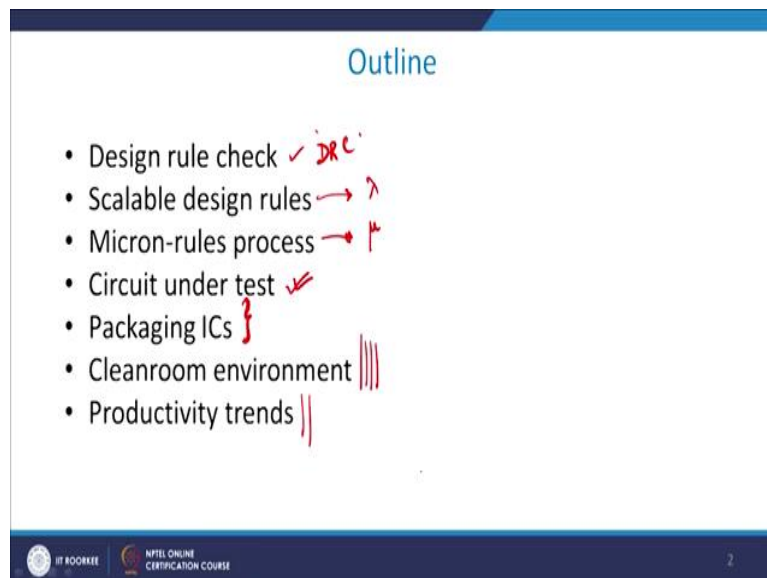 Outline
• Design rule check ✓ 'DRC'
• Scalable design rules → λ
• Micron-rules process → μ
• Circuit under test
• Packaging ICs }
• Cleanroom environment
• Productivity trends
IIT ROORKEE
NPTEL ONLINE
CERTIFICATION COURSE
2